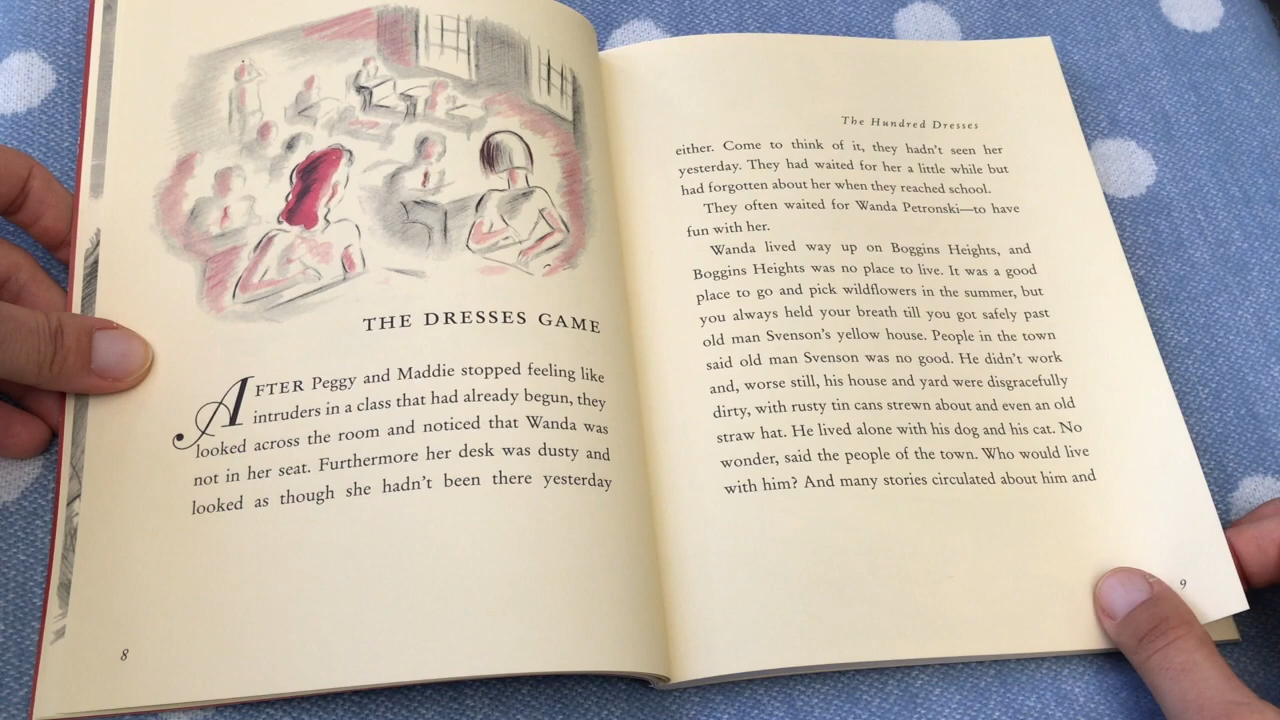 THE DRESSES GAME
AFTER Peggy and Maddie stopped feeling like
intruders in a class that had already begun, they
looked across the room and noticed that Wanda was
not in her seat. Furthermore her desk was dusty and
looked as though she hadn't been there yesterday
8
The Hundred Dresses
either. Come to think of it, they hadn't seen her
yesterday. They had waited for her a little while but
had forgotten about her when they reached school.
They often waited for Wanda Petronski—to have
fun with her.
Wanda lived way up on Boggins Heights, and
Boggins Heights was no place to live. It was a good
place to go and pick wildflowers in the summer, but
you always held your breath till you got safely past
old man Svenson's yellow house. People in the town
said old man Svenson was no good. He didn't work
and, worse still, his house and yard were disgracefully
dirty, with rusty tin cans strewn about and even an old
straw hat. He lived alone with his dog and his cat. No
wonder, said the people of the town. Who would live
with him? And many stories circulated about him and
9